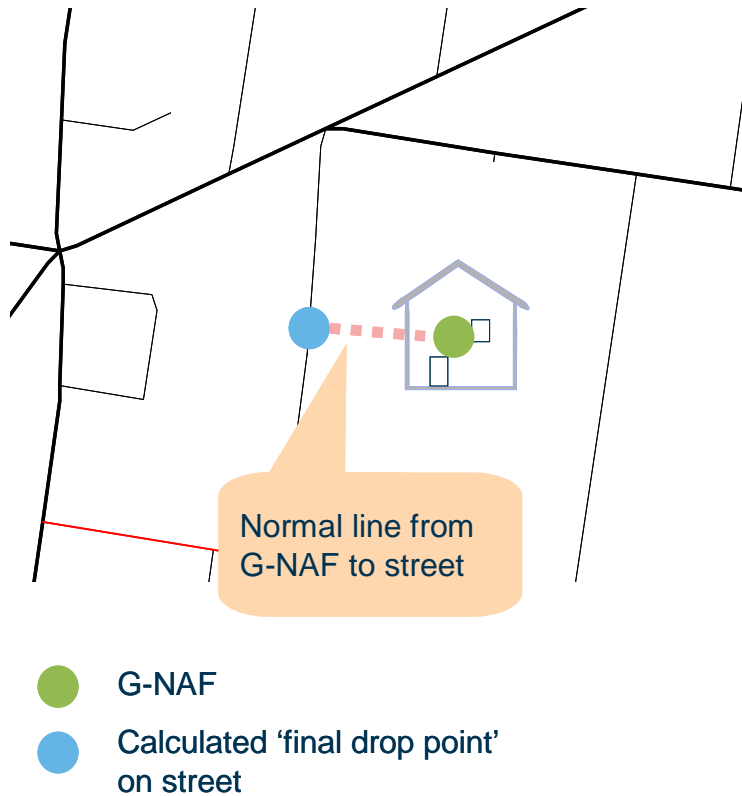 Normal line from
G-NAF to street
G-NAF
Calculated ‘final drop point’
on street